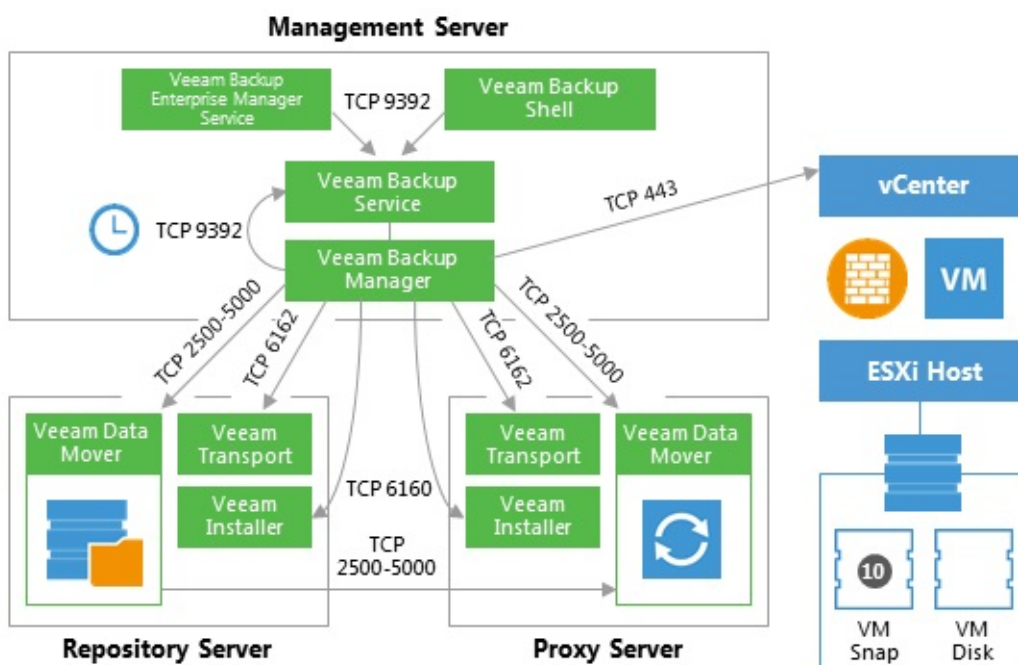 Management Server
Veeam Backup
Enterprise Manager
Service
TCP 9392
Veeam Backup
Shell
Veeam Backup
Service
TCP 9392
Veeam Backup
Manager
TCP 443
vCenter
VM
ESXi Host
TCP 2500-5000
TCP 6162
TCP 6162
TCP 2500-5000
Veeam Data
Mover
Veeam
Transport
Veeam
Installer
TCP 6160
TCP
2500-5000
Veeam
Transport
Veeam
Installer
Veeam Data
Mover
10
VM
Snap
VM
Disk
Repository Server
Proxy Server